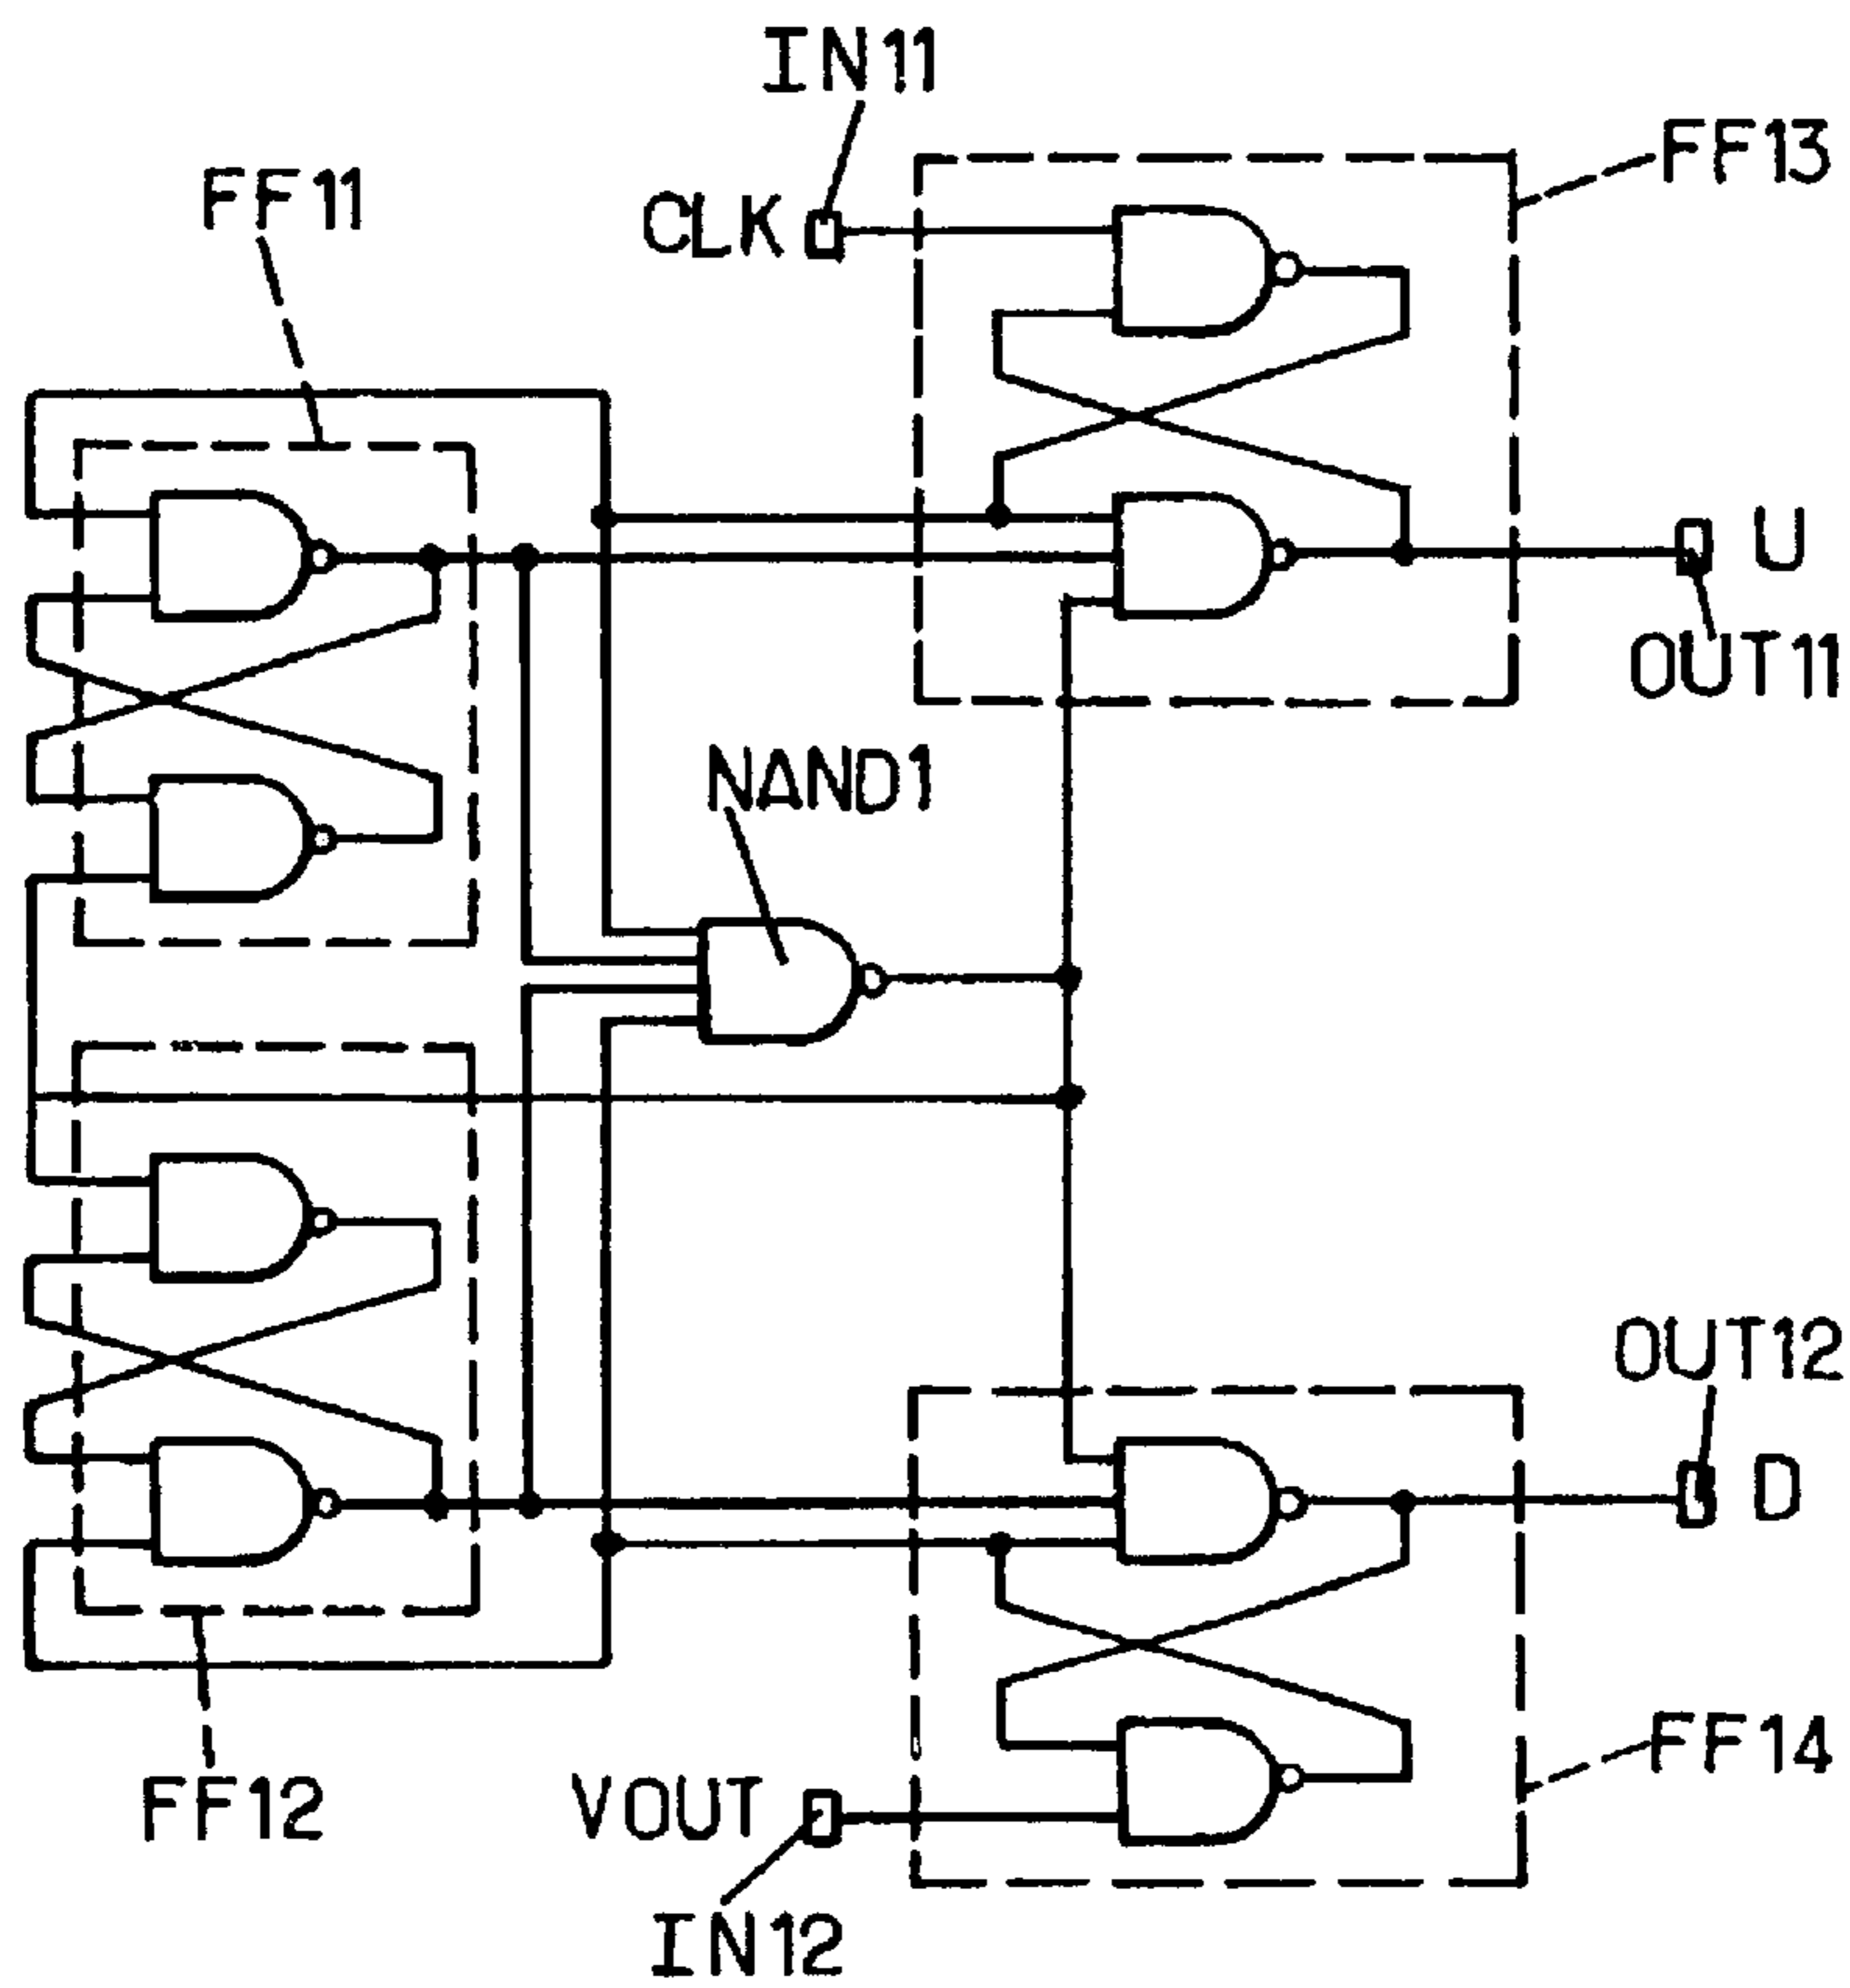 IN11
FF13
FF11
CLK
U
OUT11
NAND1
OUT12
D
FF14
FF12
VOUT
IN12